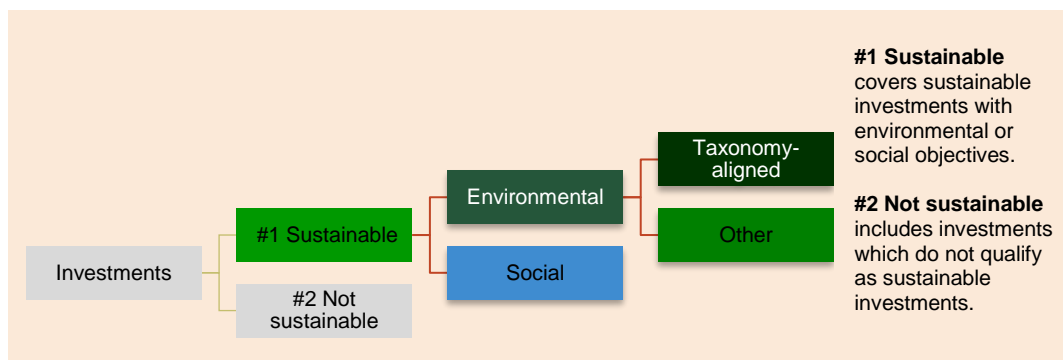 Investments
#1 Sustainable
#2 Not
sustainable
Environmental
Social
Taxonomy-
aligned
Other
#1 Sustainable
covers sustainable
investments with
environmental or
social objectives.
#2 Not sustainable
includes investments
which do not qualify
as sustainable
investments.